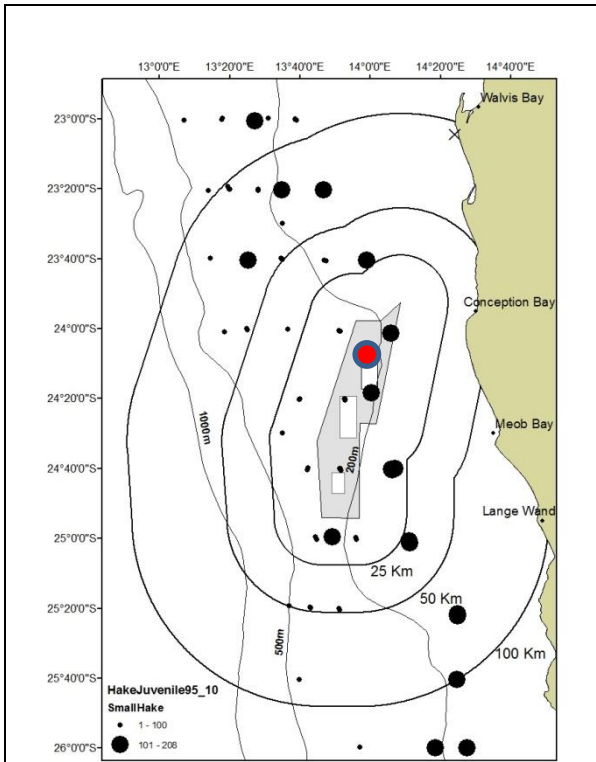 13°0'0"E 13°20'0"E 13°40'0"E 14°0'0"E 14°20'0"E 14°40'0"E
Walvis Bay
23°0'0"S
23°20'0"S
23°40'0"S
Conception Bay
24°0'0"S
24°20'0"S
1000m
Meob Bay
200m
24°40'0"S
Lange Wand
25°0'0"S
25 Km
50 Km
25°20'0"S
500m
100 Km
25°40'0"S
HakeJuvenile95_10
SmallHake
1 - 100
101 - 208
26°0'0"S